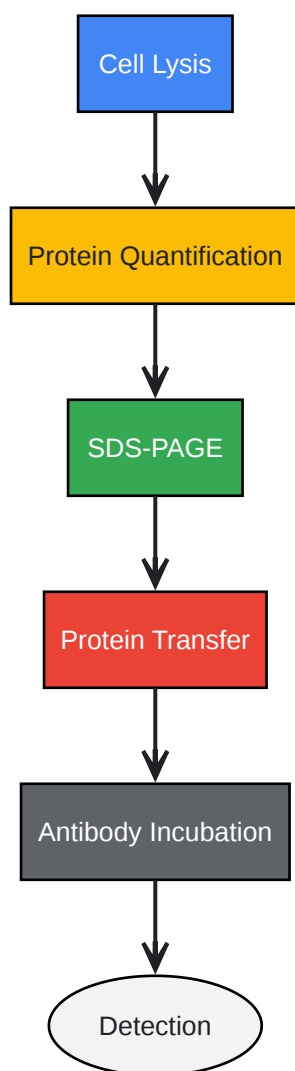 Cell Lysis
Protein Quantification
SDS-PAGE
Protein Transfer
Antibody Incubation
Detection